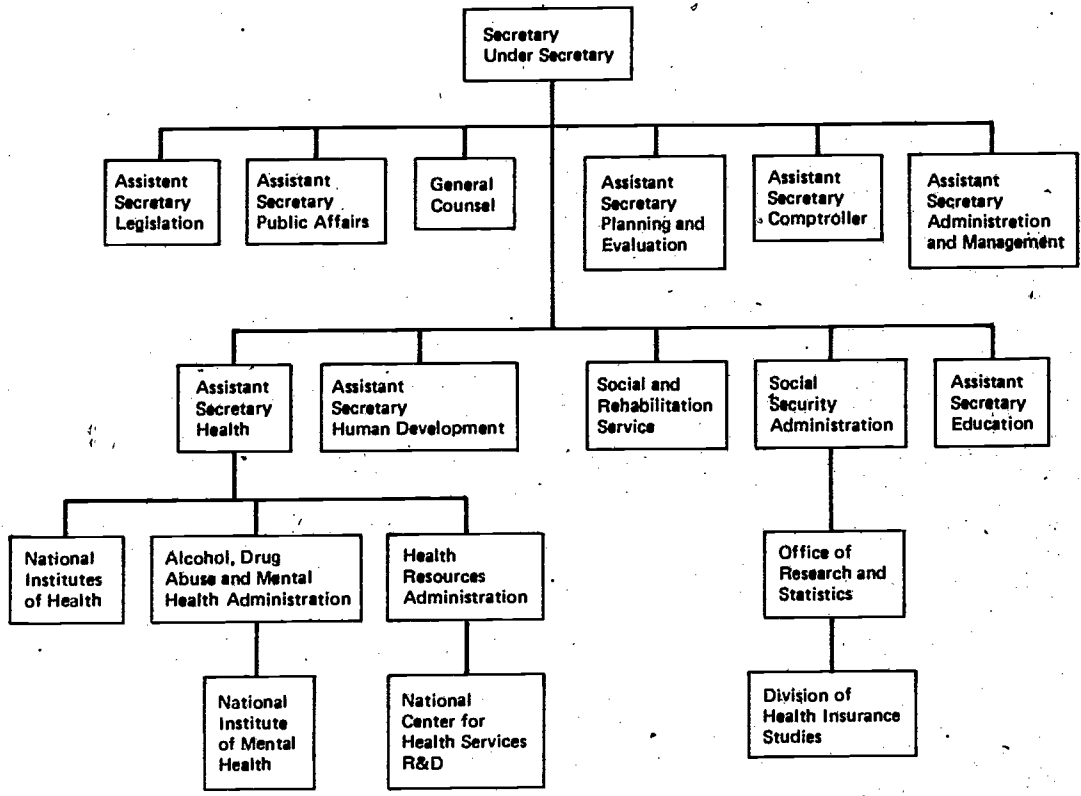 Secretary
Under Secretary
Assistent
Secretary
Legislation
Assistant
Secretary
Public Affairs
General
Counsel
Assistant
Secretary
Planning and
Evaluation
Assistant
Secretary
Comptroller
Assistant
Secretary
Administretion
and Management
Assistant
Secretary
Health
Assistant
Secretary
Human Development
Social and
Rehabilitation
Service
Social
Security
Administration
Assistant
Secretary
Education
National
Institutes
of Health
Alcohol, Drug
Abuse and Mental
Health Administration
Health
Resources
Administration
Office of
Research and
Statistics
National
Institute
of Mental
Health
National
Center for
Health Services
R&D
Division of
Health Insurance
Studies